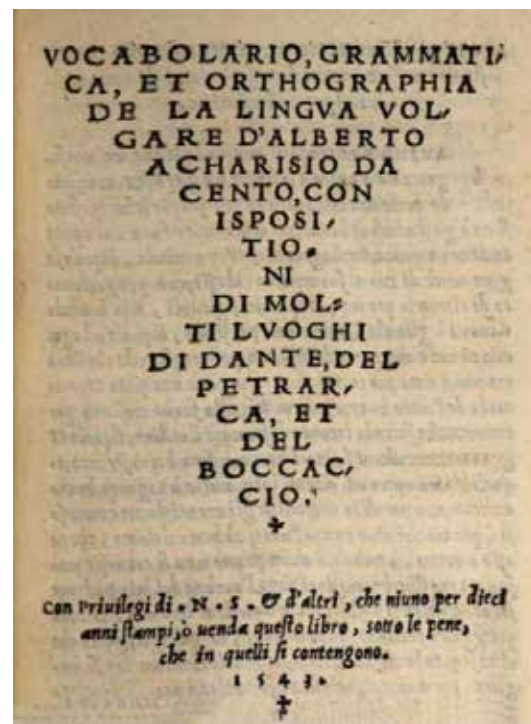 VOCABOLARIO, GRAMMATI-
CA, ET ORTHOGRAPHIA
DE LA LINGVA VOL-
GARE D'ALBERTO
ACHARISIO DA
CENTO, CON
ISPOSI-
TIO-
NI
DI MOL-
TI LVOGHI
DI DANTE, DEL
PETRAR-
CA, ET
DEL
BOCCAC-
CIO.
Con Priuilegi di. N. S. & d'altri, che niuno per dieci
anni stampi, ò uenda questo libro, sotto le pene,
che in quelli si contengono.
1543.